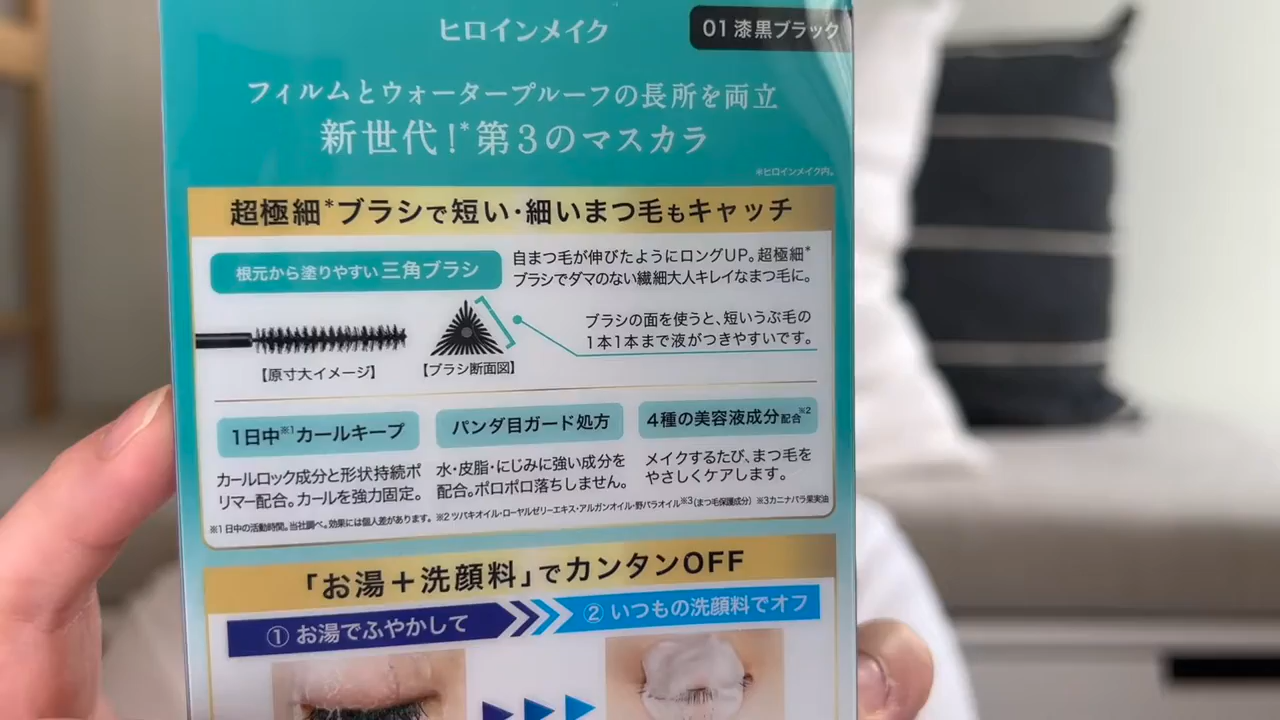 ヒロインメイク
01 漆黒ブラック
フィルムとウォータープルーフの長所を両立
新世代！*第3のマスカラ
※ヒロインメイク内。
超極細*ブラシで短い・細いまつ毛もキャッチ
根元から塗りやすい三角ブラシ
自まつ毛が伸びたようにロングUP。超極細*
ブラシでダマのない繊細大人キレイなまつ毛に。
ブラシの面を使うと、短いうぶ毛の
1本1本まで液がつきやすいです。
【原寸大イメージ】
【ブラシ断面図】
1日中※1カールキープ
カールロック成分と形状持続ポ
リマー配合。カールを強力固定。
パンダ目ガード処方
水・皮脂・にじみに強い成分を
配合。ポロポロ落ちしません。
4種の美容液成分配合※2
メイクするたび、まつ毛を
やさしくケアします。
※1 日中の活動時間。当社調べ。効果には個人差があります。 ※2 ツバキオイル・ローヤルゼリーエキス・アルガンオイル・野バラオイル※3（まつ毛保護成分） ※3 カニナバラ果実油
「お湯＋洗顔料」でカンタンOFF
① お湯でふやかして
② いつもの洗顔料でオフ